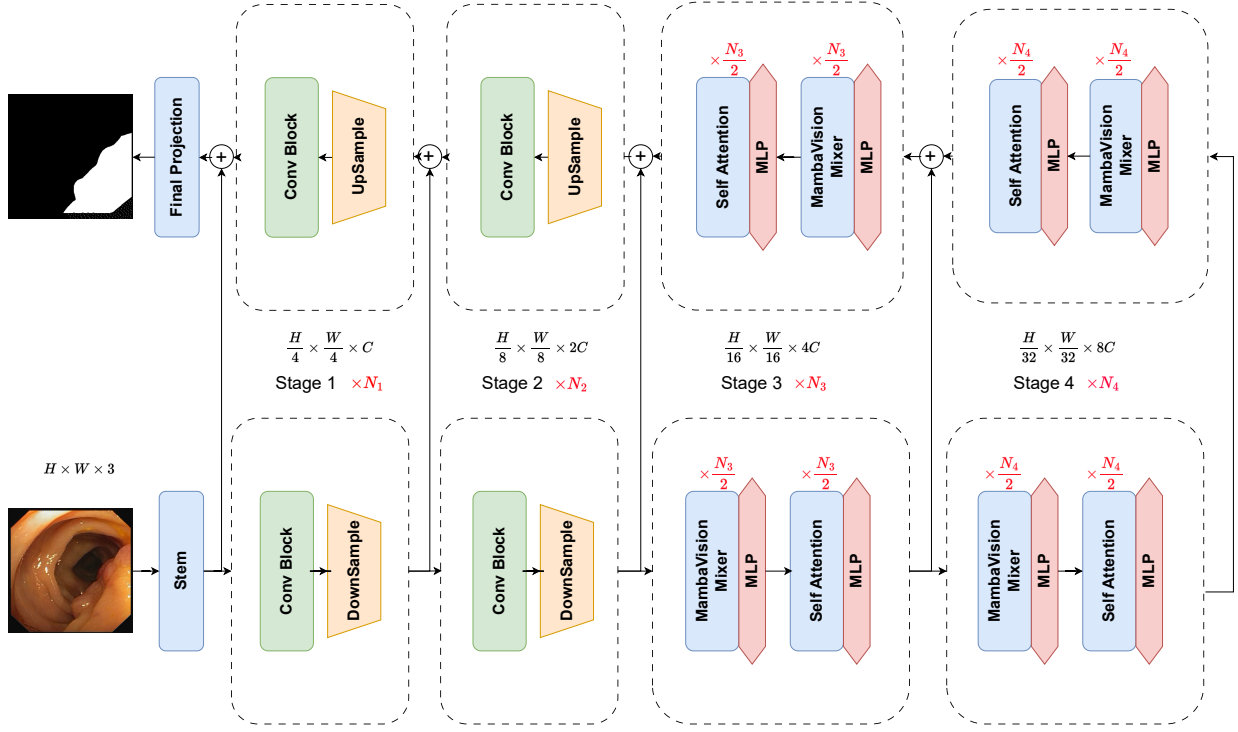 × N₃/2
× N₃/2
× N₄/2
× N₄/2
Final Projection
+
Conv Block
UpSample
+
Conv Block
UpSample
+
Self Attention
MLP
MambaVision
Mixer
MLP
+
Self Attention
MLP
MambaVision
Mixer
MLP
H/4 × W/4 × C
H/8 × W/8 × 2C
H/16 × W/16 × 4C
H/32 × W/32 × 8C
Stage 1 ×N₁
Stage 2 ×N₂
Stage 3 ×N₃
Stage 4 ×N₄
H × W × 3
× N₃/2
× N₃/2
× N₄/2
× N₄/2
Stem
Conv Block
DownSample
Conv Block
DownSample
MambaVision
Mixer
MLP
Self Attention
MLP
MambaVision
Mixer
MLP
Self Attention
MLP